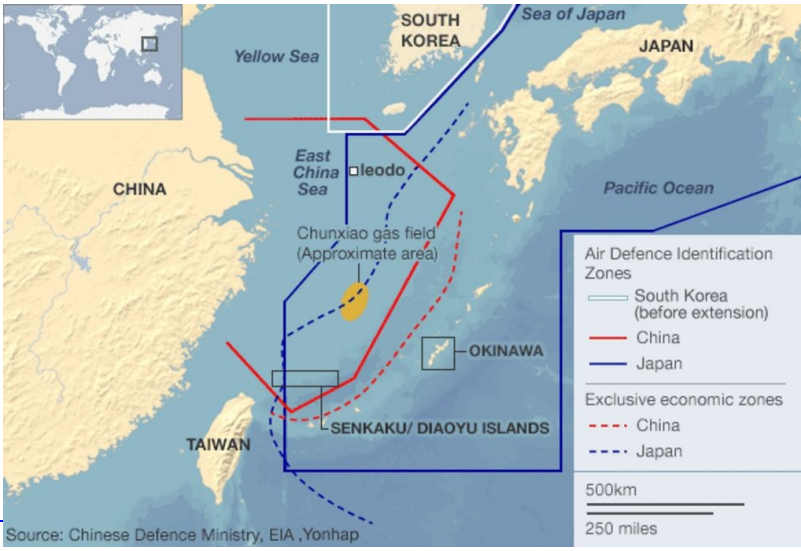 SOUTH
KOREA
Sea of Japan
JAPAN
Yellow Sea
East
China
Sea
Ieodo
CHINA
Pacific Ocean
Chunxiao gas field
(Approximate area)
OKINAWA
SENKAKU/ DIAOYU ISLANDS
TAIWAN
Air Defence Identification
Zones
South Korea
(before extension)
China
Japan
Exclusive economic zones
China
Japan
500km
250 miles
Source: Chinese Defence Ministry, EIA ,Yonhap